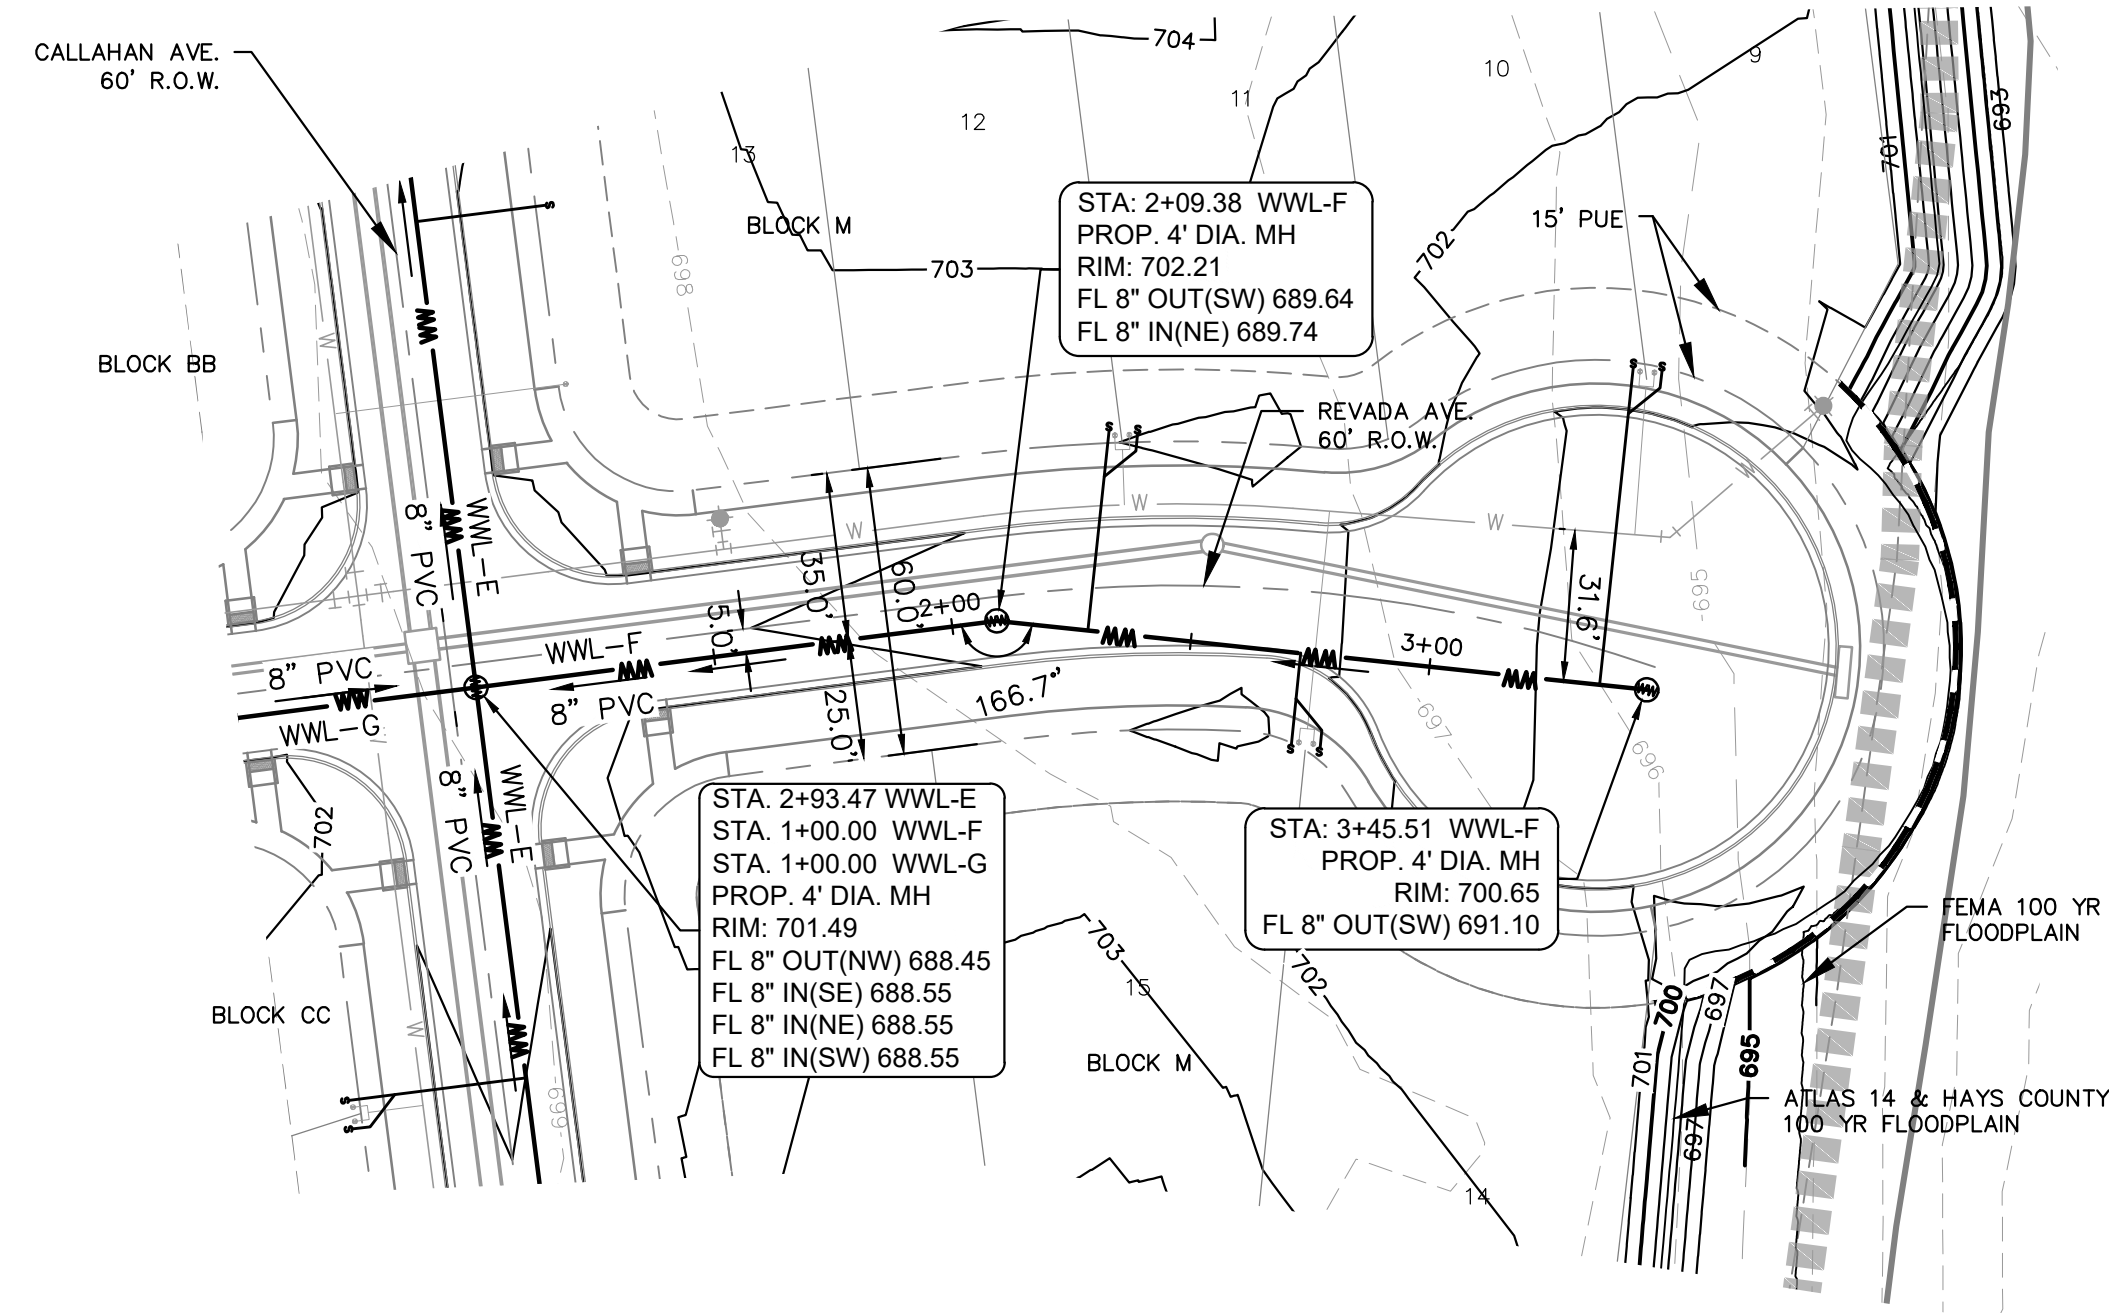 CALLAHAN AVE.
60' R.O.W.
704
9
10
11
12
13
693
701
STA: 2+09.38 WWL-F
PROP. 4' DIA. MH
RIM: 702.21
FL 8" OUT(SW) 689.64
FL 8" IN(NE) 689.74
15' PUE
BLOCK M
703
702
698
W
BLOCK BB
REVADA AVE.
60' R.O.W.
W
W
W
W
8" PVC
WWL-E
35.0'
60.0'
5.0'
2+00
31.6'
695
WWL-F
3+00
8" PVC
WWL-G
8" PVC
166.7°
25.0'
697
696
8" PVC
WWL-E
702
STA. 2+93.47 WWL-E
STA. 1+00.00 WWL-F
STA. 1+00.00 WWL-G
PROP. 4' DIA. MH
RIM: 701.49
FL 8" OUT(NW) 688.45
FL 8" IN(SE) 688.55
FL 8" IN(NE) 688.55
FL 8" IN(SW) 688.55
STA: 3+45.51 WWL-F
PROP. 4' DIA. MH
RIM: 700.65
FL 8" OUT(SW) 691.10
FEMA 100 YR
FLOODPLAIN
703
702
15
700
697
BLOCK CC
W
BLOCK M
701
695
699
ATLAS 14 & HAYS COUNTY
100 YR FLOODPLAIN
697
14